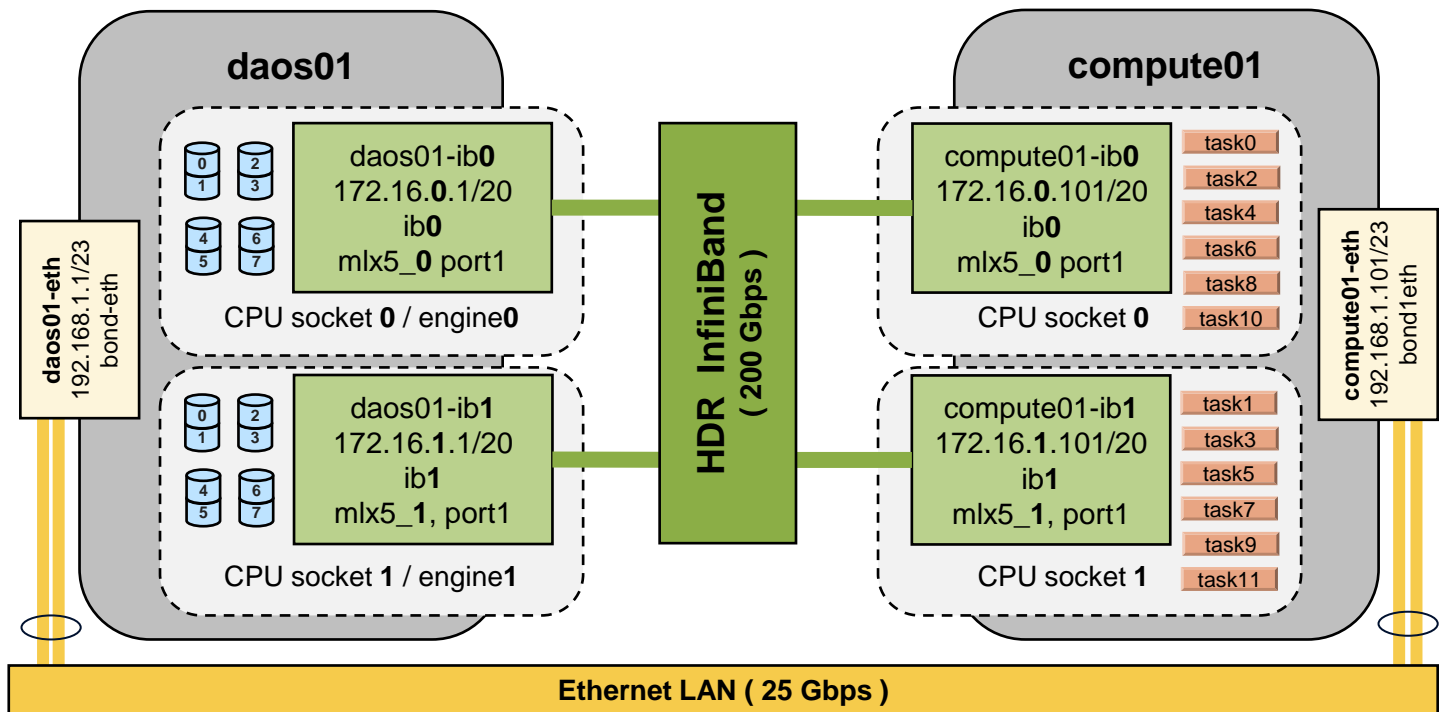 daos01
0
1
2
3
4
5
6
7
daos01-ib0
172.16.0.1/20
ib0
mlx5_0 port1
CPU socket 0 / engine0
0
1
2
3
4
5
6
7
daos01-ib1
172.16.1.1/20
ib1
mlx5_1, port1
CPU socket 1 / engine1
daos01-eth
192.168.1.1/23
bond-eth
HDR InfiniBand
( 200 Gbps )
compute01
compute01-ib0
172.16.0.101/20
ib0
mlx5_0 port1
CPU socket 0
task0
task2
task4
task6
task8
task10
compute01-ib1
172.16.1.101/20
ib1
mlx5_1, port1
CPU socket 1
task1
task3
task5
task7
task9
task11
compute01-eth
192.168.1.101/23
bond1eth
Ethernet LAN ( 25 Gbps )